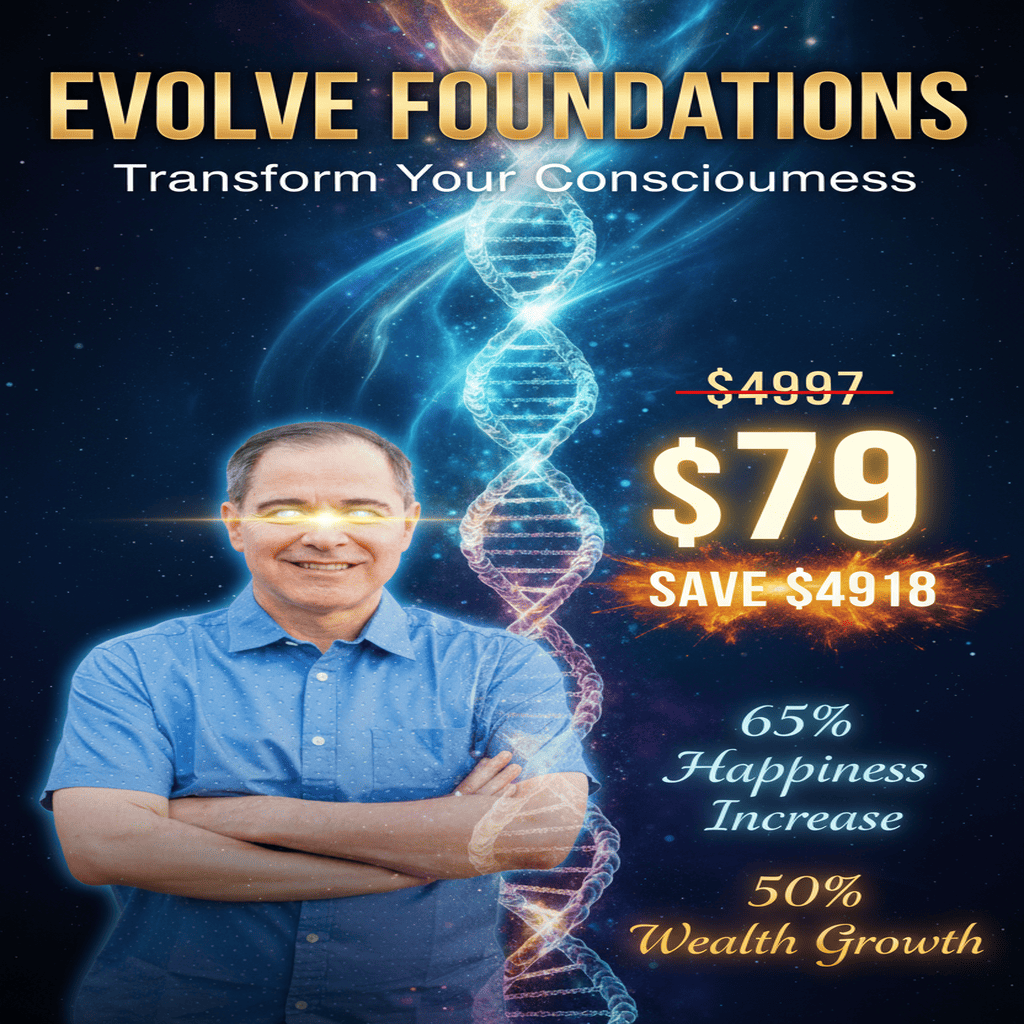 EVOLVE FOUNDATIONS
Transform Your Conscioumess
$4997
$79
SAVE $4918
65%
Happiness
Increase
50%
Wealth Growth